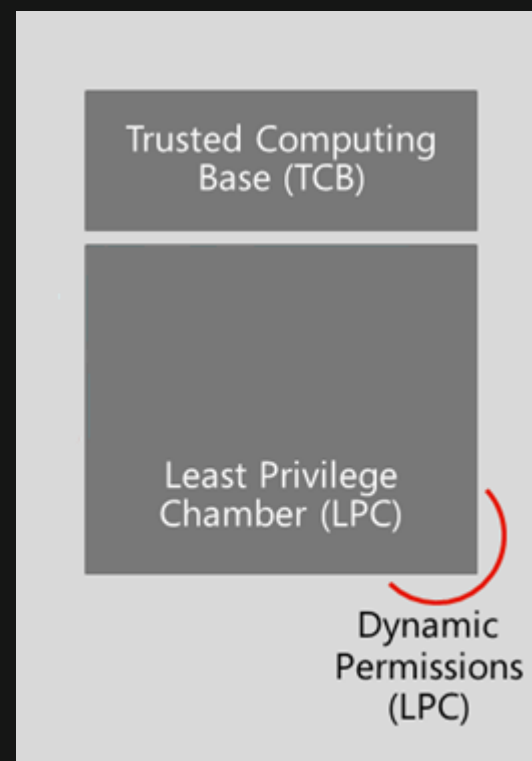 Trusted Computing
Base (TCB)
Least Privilege
Chamber (LPC)
Dynamic
Permissions
(LPC)